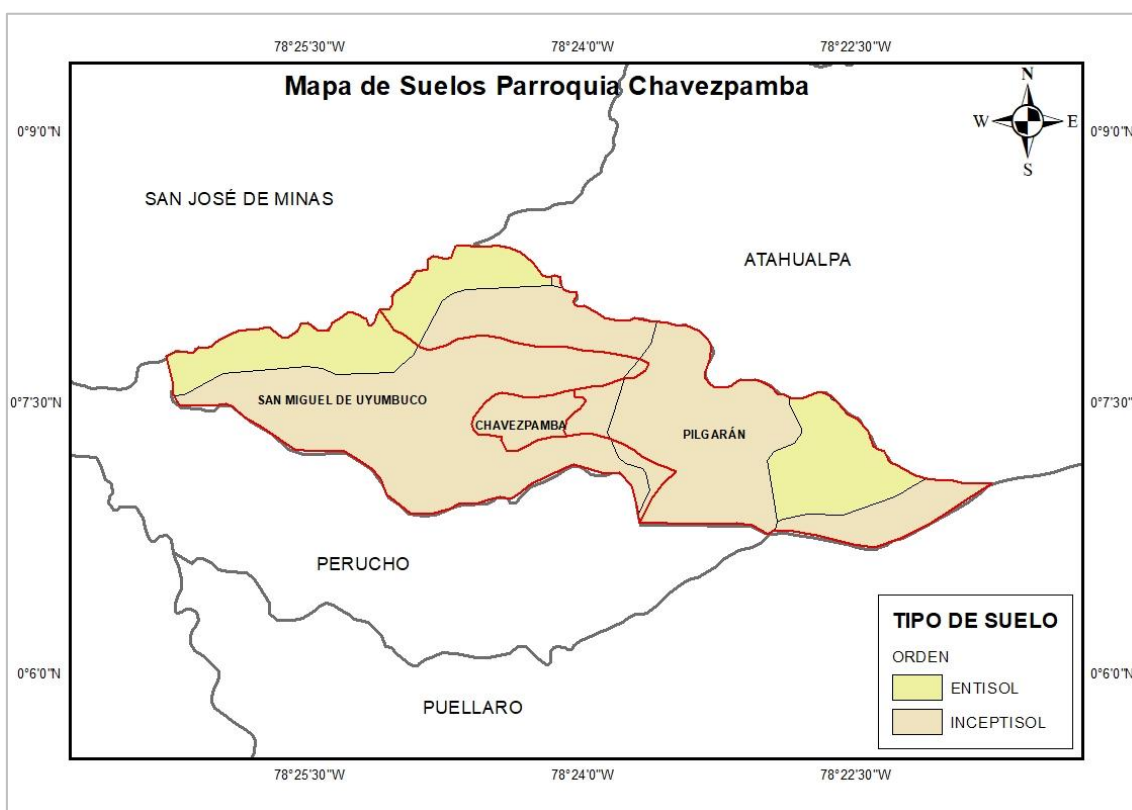 78°25'30"W 78°24'0"W 78°22'30"W
Mapa de Suelos Parroquia Chavezpamba
N
W E
S
0°9'0"N 0°9'0"N
SAN JOSÉ DE MINAS
ATAHUALPA
0°7'30"N 0°7'30"N
SAN MIGUEL DE UYUMBUCO
CHAVEZPAMBA
PILGARÁN
PERUCHO
PUELLARO
0°6'0"N 0°6'0"N
TIPO DE SUELO
ORDEN
ENTISOL
INCEPTISOL
78°25'30"W 78°24'0"W 78°22'30"W